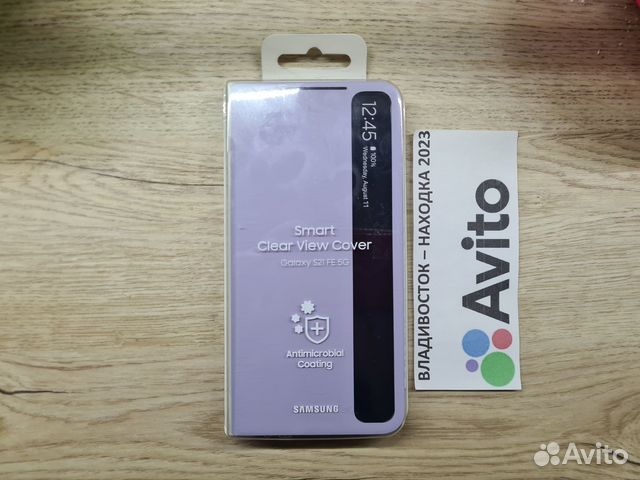 12:45
100%
Wednesday, August 11
Smart
Clear View Cover
Galaxy S21 FE 5G
Antimicrobial
Coating
SAMSUNG
ВЛАДИВОСТОК – НАХОДКА 2023
Avito
Avito